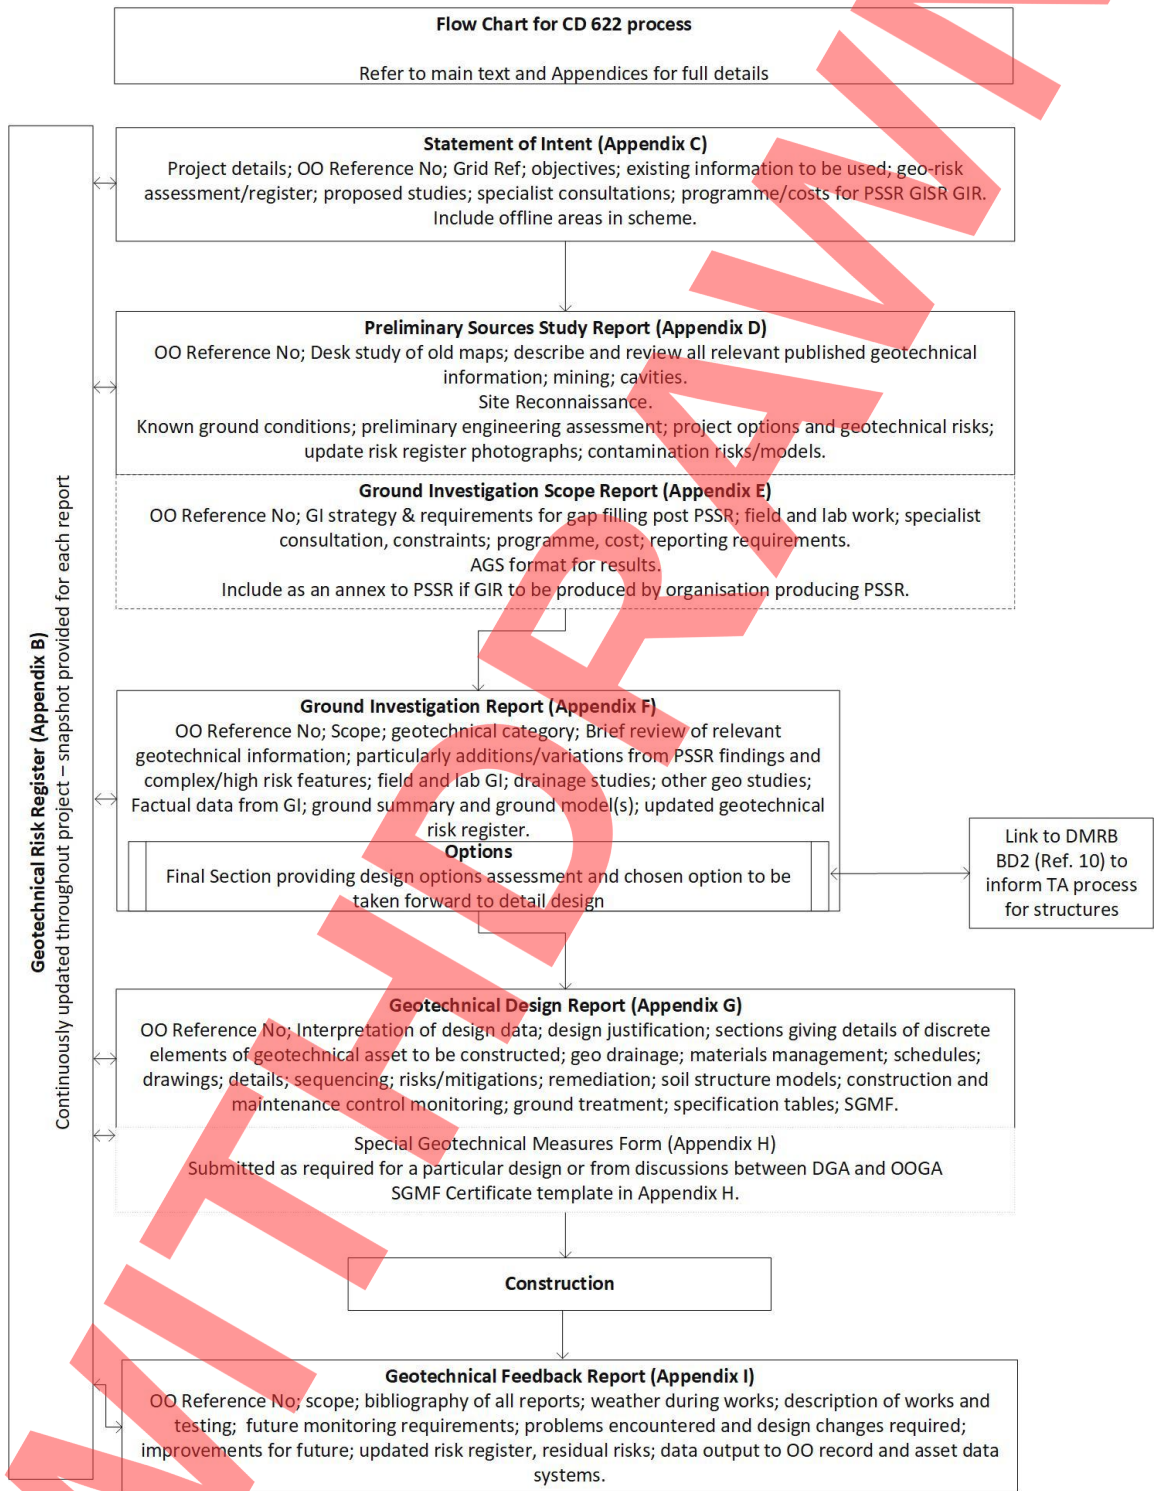 Flow Chart for CD 622 process
Refer to main text and Appendices for full details
Statement of Intent (Appendix C)
Project details; OO Reference No; Grid Ref; objectives; existing information to be used; geo-risk
assessment/register; proposed studies; specialist consultations; programme/costs for PSSR GISR GIR.
Include offline areas in scheme.
Preliminary Sources Study Report (Appendix D)
OO Reference No; Desk study of old maps; describe and review all relevant published geotechnical
information; mining; cavities.
Site Reconnaissance.
Known ground conditions; preliminary engineering assessment; project options and geotechnical risks;
update risk register photographs; contamination risks/models.
Ground Investigation Scope Report (Appendix E)
OO Reference No; GI strategy & requirements for gap filling post PSSR; field and lab work; specialist
consultation, constraints; programme, cost; reporting requirements.
AGS format for results.
Include as an annex to PSSR if GIR to be produced by organisation producing PSSR.
Geotechnical Risk Register (Appendix B)
Continuously updated throughout project – snapshot provided for each report
Ground Investigation Report (Appendix F)
OO Reference No; Scope; geotechnical category; Brief review of relevant
geotechnical information; particularly additions/variations from PSSR findings and
complex/high risk features; field and lab GI; drainage studies; other geo studies;
Factual data from GI; ground summary and ground model(s); updated geotechnical
risk register.
Options
Final Section providing design options assessment and chosen option to be
taken forward to detail design
Link to DMRB
BD2 (Ref. 10) to
inform TA process
for structures
Geotechnical Design Report (Appendix G)
OO Reference No; Interpretation of design data; design justification; sections giving details of discrete
elements of geotechnical asset to be constructed; geo drainage; materials management; schedules;
drawings; details; sequencing; risks/mitigations; remediation; soil structure models; construction and
maintenance control monitoring; ground treatment; specification tables; SGMF.
Special Geotechnical Measures Form (Appendix H)
Submitted as required for a particular design or from discussions between DGA and OOGA
SGMF Certificate template in Appendix H.
Construction
Geotechnical Feedback Report (Appendix I)
OO Reference No; scope; bibliography of all reports; weather during works; description of works and
testing; future monitoring requirements; problems encountered and design changes required;
improvements for future; updated risk register, residual risks; data output to OO record and asset data
systems.
WITHDRAWN